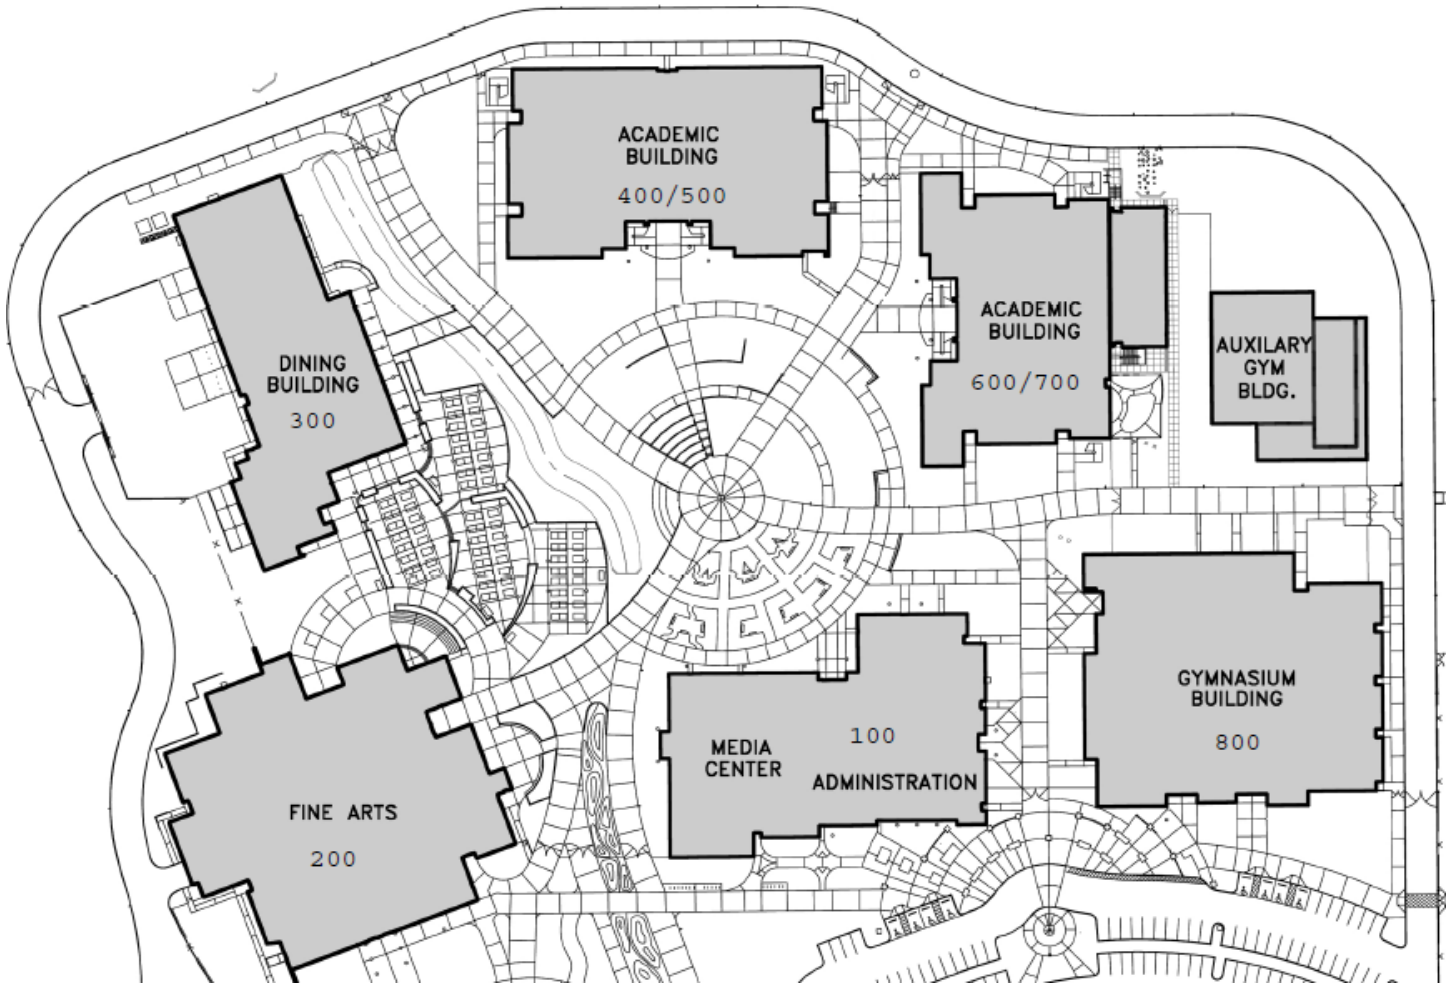 ACADEMIC
BUILDING
400/500
ACADEMIC
BUILDING
600/700
AUXILARY
GYM
BLDG.
DINING
BUILDING
300
GYMNASIUM
BUILDING
800
MEDIA
CENTER
100
ADMINISTRATION
FINE ARTS
200